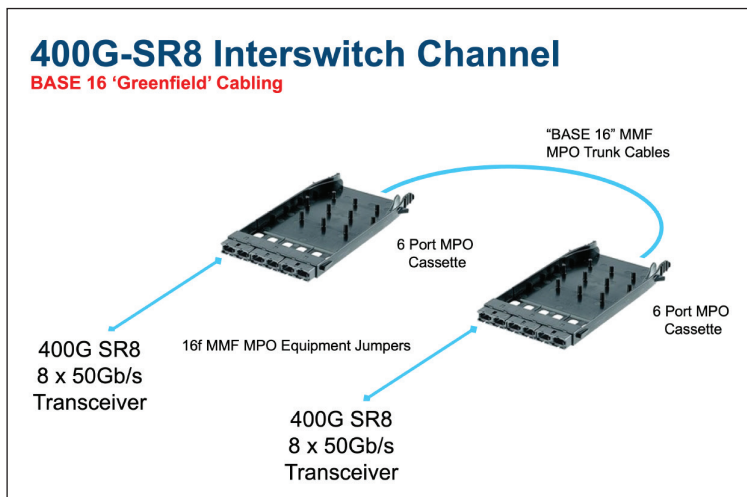 400G-SR8 Interswitch Channel
BASE 16 ‘Greenfield’ Cabling
“BASE 16” MMF
MPO Trunk Cables
6 Port MPO
Cassette
6 Port MPO
Cassette
16f MMF MPO Equipment Jumpers
400G SR8
8 x 50Gb/s
Transceiver
400G SR8
8 x 50Gb/s
Transceiver